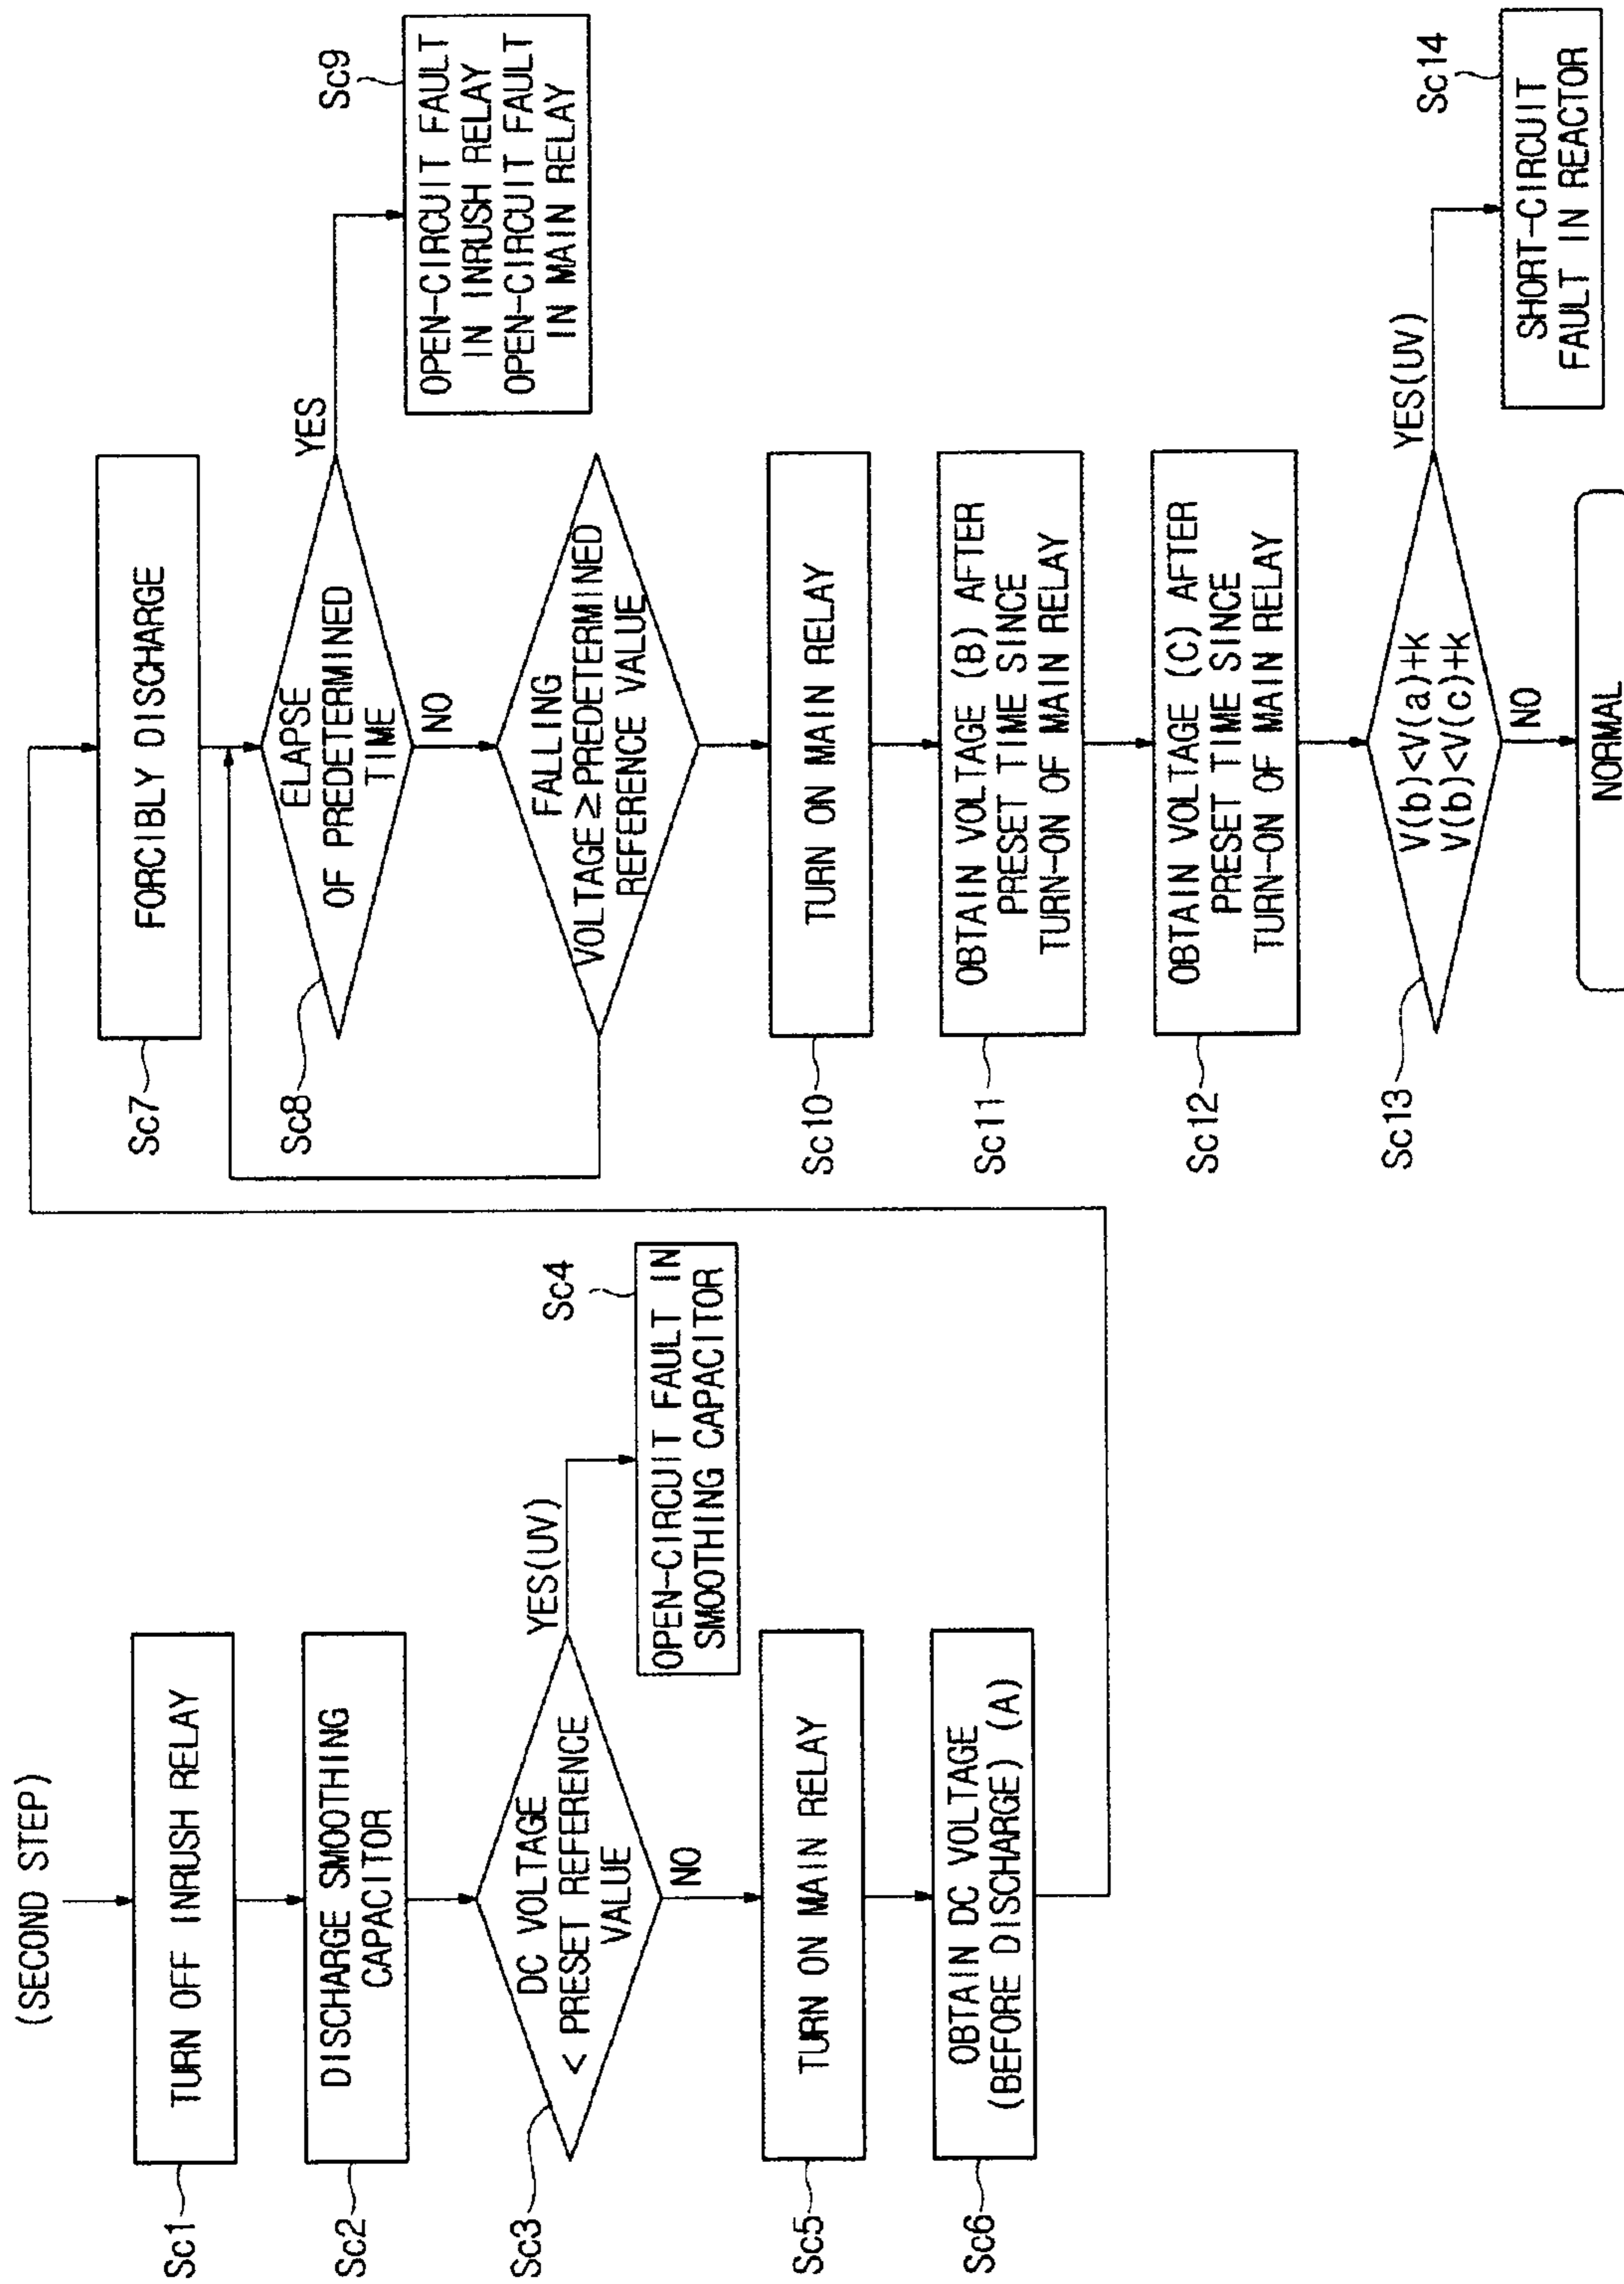 (SECOND STEP)
Sc1
TURN OFF INRUSH RELAY
Sc2
DISCHARGE SMOOTHING
CAPACITOR
Sc3
DC VOLTAGE
< PRESET REFERENCE
VALUE
YES(UV)
Sc4
OPEN-CIRCUIT FAULT IN
SMOOTHING CAPACITOR
NO
Sc5
TURN ON MAIN RELAY
Sc6
OBTAIN DC VOLTAGE
(BEFORE DISCHARGE) (A)
Sc7
FORCIBLY DISCHARGE
Sc8
ELAPSE
OF PREDETERMINED
TIME
YES
Sc9
OPEN-CIRCUIT FAULT
IN INRUSH RELAY
OPEN-CIRCUIT FAULT
IN MAIN RELAY
NO
FALLING
VOLTAGE≥PREDETERMINED
REFERENCE VALUE
Sc10
TURN ON MAIN RELAY
Sc11
OBTAIN VOLTAGE (B) AFTER
PRESET TIME SINCE
TURN-ON OF MAIN RELAY
Sc12
OBTAIN VOLTAGE (C) AFTER
PRESET TIME SINCE
TURN-ON OF MAIN RELAY
Sc13
V(b)<V(a)+k
V(b)<V(c)+k
YES(UV)
Sc14
SHORT-CIRCUIT
FAULT IN REACTOR
NO
NORMAL